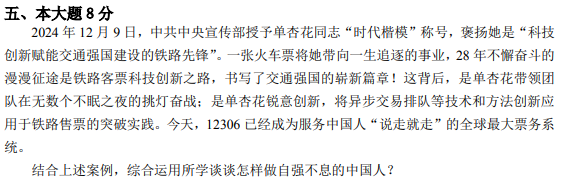 五、本大题 8 分
2024 年 12 月 9 日，中共中央宣传部授予单杏花同志“时代楷模”称号，褒扬她是“科技
创新赋能交通强国建设的铁路先锋”。一张火车票将她带向一生追逐的事业，28 年不懈奋斗的
漫漫征途是铁路客票科技创新之路，书写了交通强国的崭新篇章！这背后，是单杏花带领团
队在无数个不眠之夜的挑灯奋战；是单杏花锐意创新，将异步交易排队等技术和方法创新应
用于铁路售票的突破实践。今天，12306 已经成为服务中国人“说走就走”的全球最大票务系
统。
结合上述案例，综合运用所学谈谈怎样做自强不息的中国人？